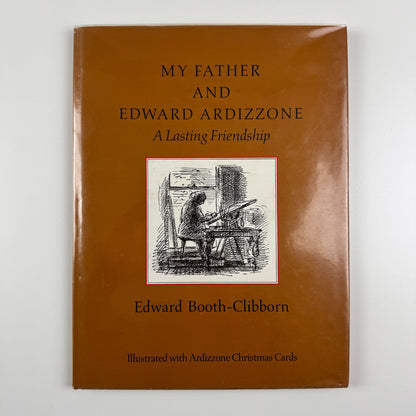 MY FATHER
AND
EDWARD ARDIZZONE
A Lasting Friendship
Edward Booth-Clibborn
Illustrated with Ardizzone Christmas Cards